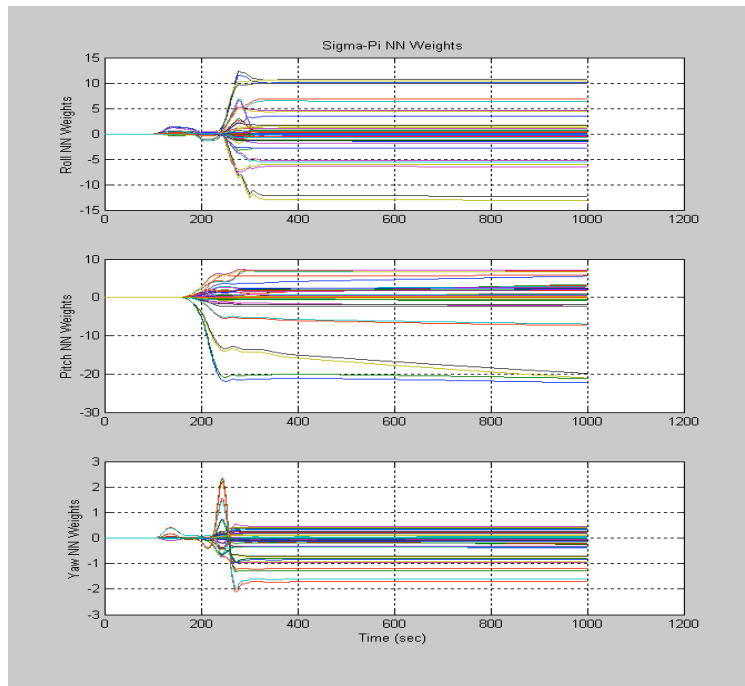 Sigma-Pi NN Weights
Roll NN Weights
15
10
5
0
-5
-10
-15
0 200 400 600 800 1000 1200
Pitch NN Weights
10
0
-10
-20
-30
0 200 400 600 800 1000 1200
Yaw NN Weights
3
2
1
0
-1
-2
-3
0 200 400 600 800 1000 1200
Time (sec)